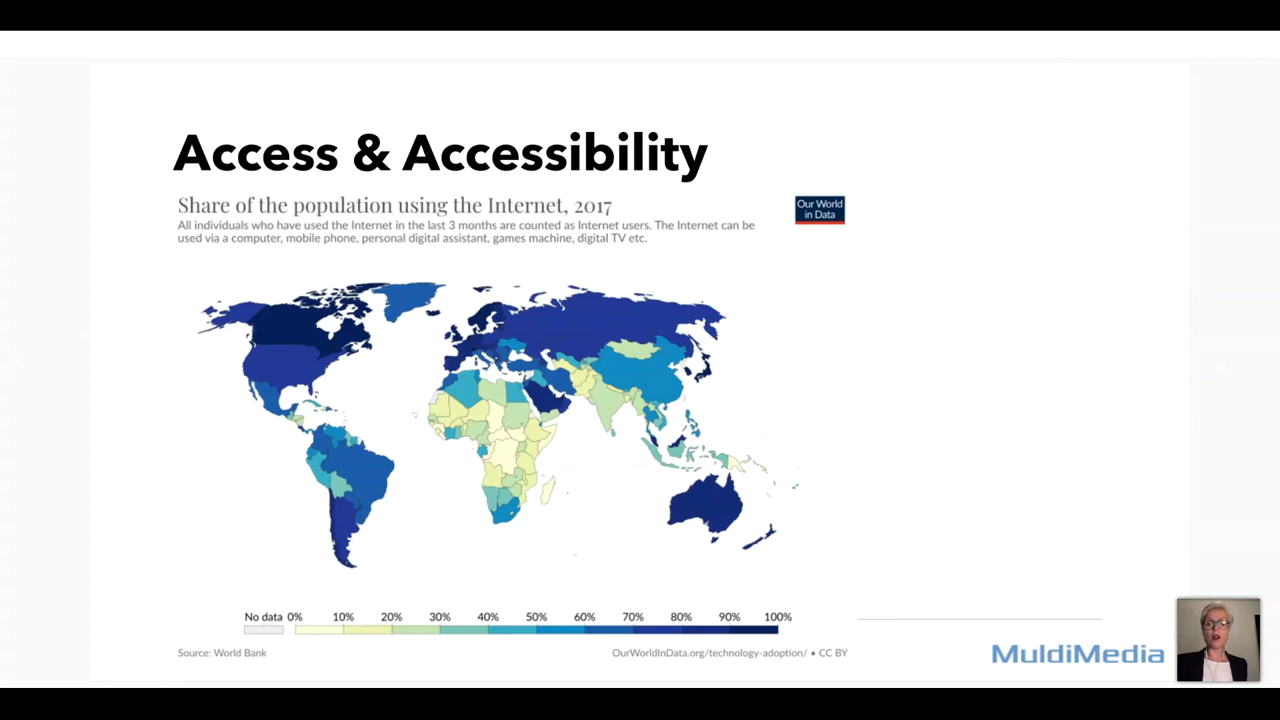 Access & Accessibility
Share of the population using the Internet, 2017
Our World
in Data
All individuals who have used the Internet in the last 3 months are counted as Internet users. The Internet can be
used via a computer, mobile phone, personal digital assistant, games machine, digital TV etc.
No data 0% 10% 20% 30% 40% 50% 60% 70% 80% 90% 100%
Source: World Bank
OurWorldInData.org/technology-adoption/ • CC BY
MuldiMedia